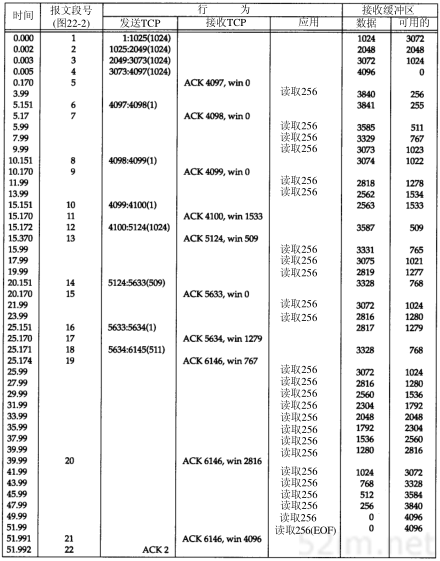 时间 报文段号 行为 接收缓冲区
(图22-2) 发送TCP 接收TCP 应用 数据 可用的
0.000 1 1:1025(1024) 1024 3072
0.002 2 1025:2049(1024) 2048 2048
0.003 3 2049:3073(1024) 3072 1024
0.005 4 3073:4097(1024) 4096 0
0.170 5 ACK 4097, win 0
3.99 读取256 3840 256
5.151 6 4097:4098(1) 3841 255
5.17 7 ACK 4098, win 0
5.99 读取256 3585 511
7.99 读取256 3329 767
9.99 读取256 3073 1023
10.151 8 4098:4099(1) 3074 1022
10.170 9 ACK 4099, win 0
11.99 读取256 2818 1278
13.99 读取256 2562 1534
15.151 10 4099:4100(1) 2563 1533
15.170 11 ACK 4100, win 1533
15.172 12 4100:5124(1024) 3587 509
15.370 13 ACK 5124, win 509
15.99 读取256 3331 765
17.99 读取256 3075 1021
19.99 读取256 2819 1277
20.151 14 5124:5633(509) 3328 768
20.170 15 ACK 5633, win 0
21.99 读取256 3072 1024
23.99 读取256 2816 1280
25.151 16 5633:5634(1) 2817 1279
25.170 17 ACK 5634, win 1279
25.171 18 5634:6145(511) 3328 768
25.174 19 ACK 6146, win 767
25.99 读取256 3072 1024
27.99 读取256 2816 1280
29.99 读取256 2560 1536
31.99 读取256 2304 1792
33.99 读取256 2048 2048
35.99 读取256 1792 2304
37.99 读取256 1536 2560
39.99 读取256 1280 2816
39.99 20 ACK 6146, win 2816
41.99 读取256 1024 3072
43.99 读取256 768 3328
45.99 读取256 512 3584
47.99 读取256 256 3840
49.99 读取256 0 4096
51.99 读取256(EOF) 0 4096
51.991 21 ACK 6146, win 4096
51.992 22 ACK 2
52im.net